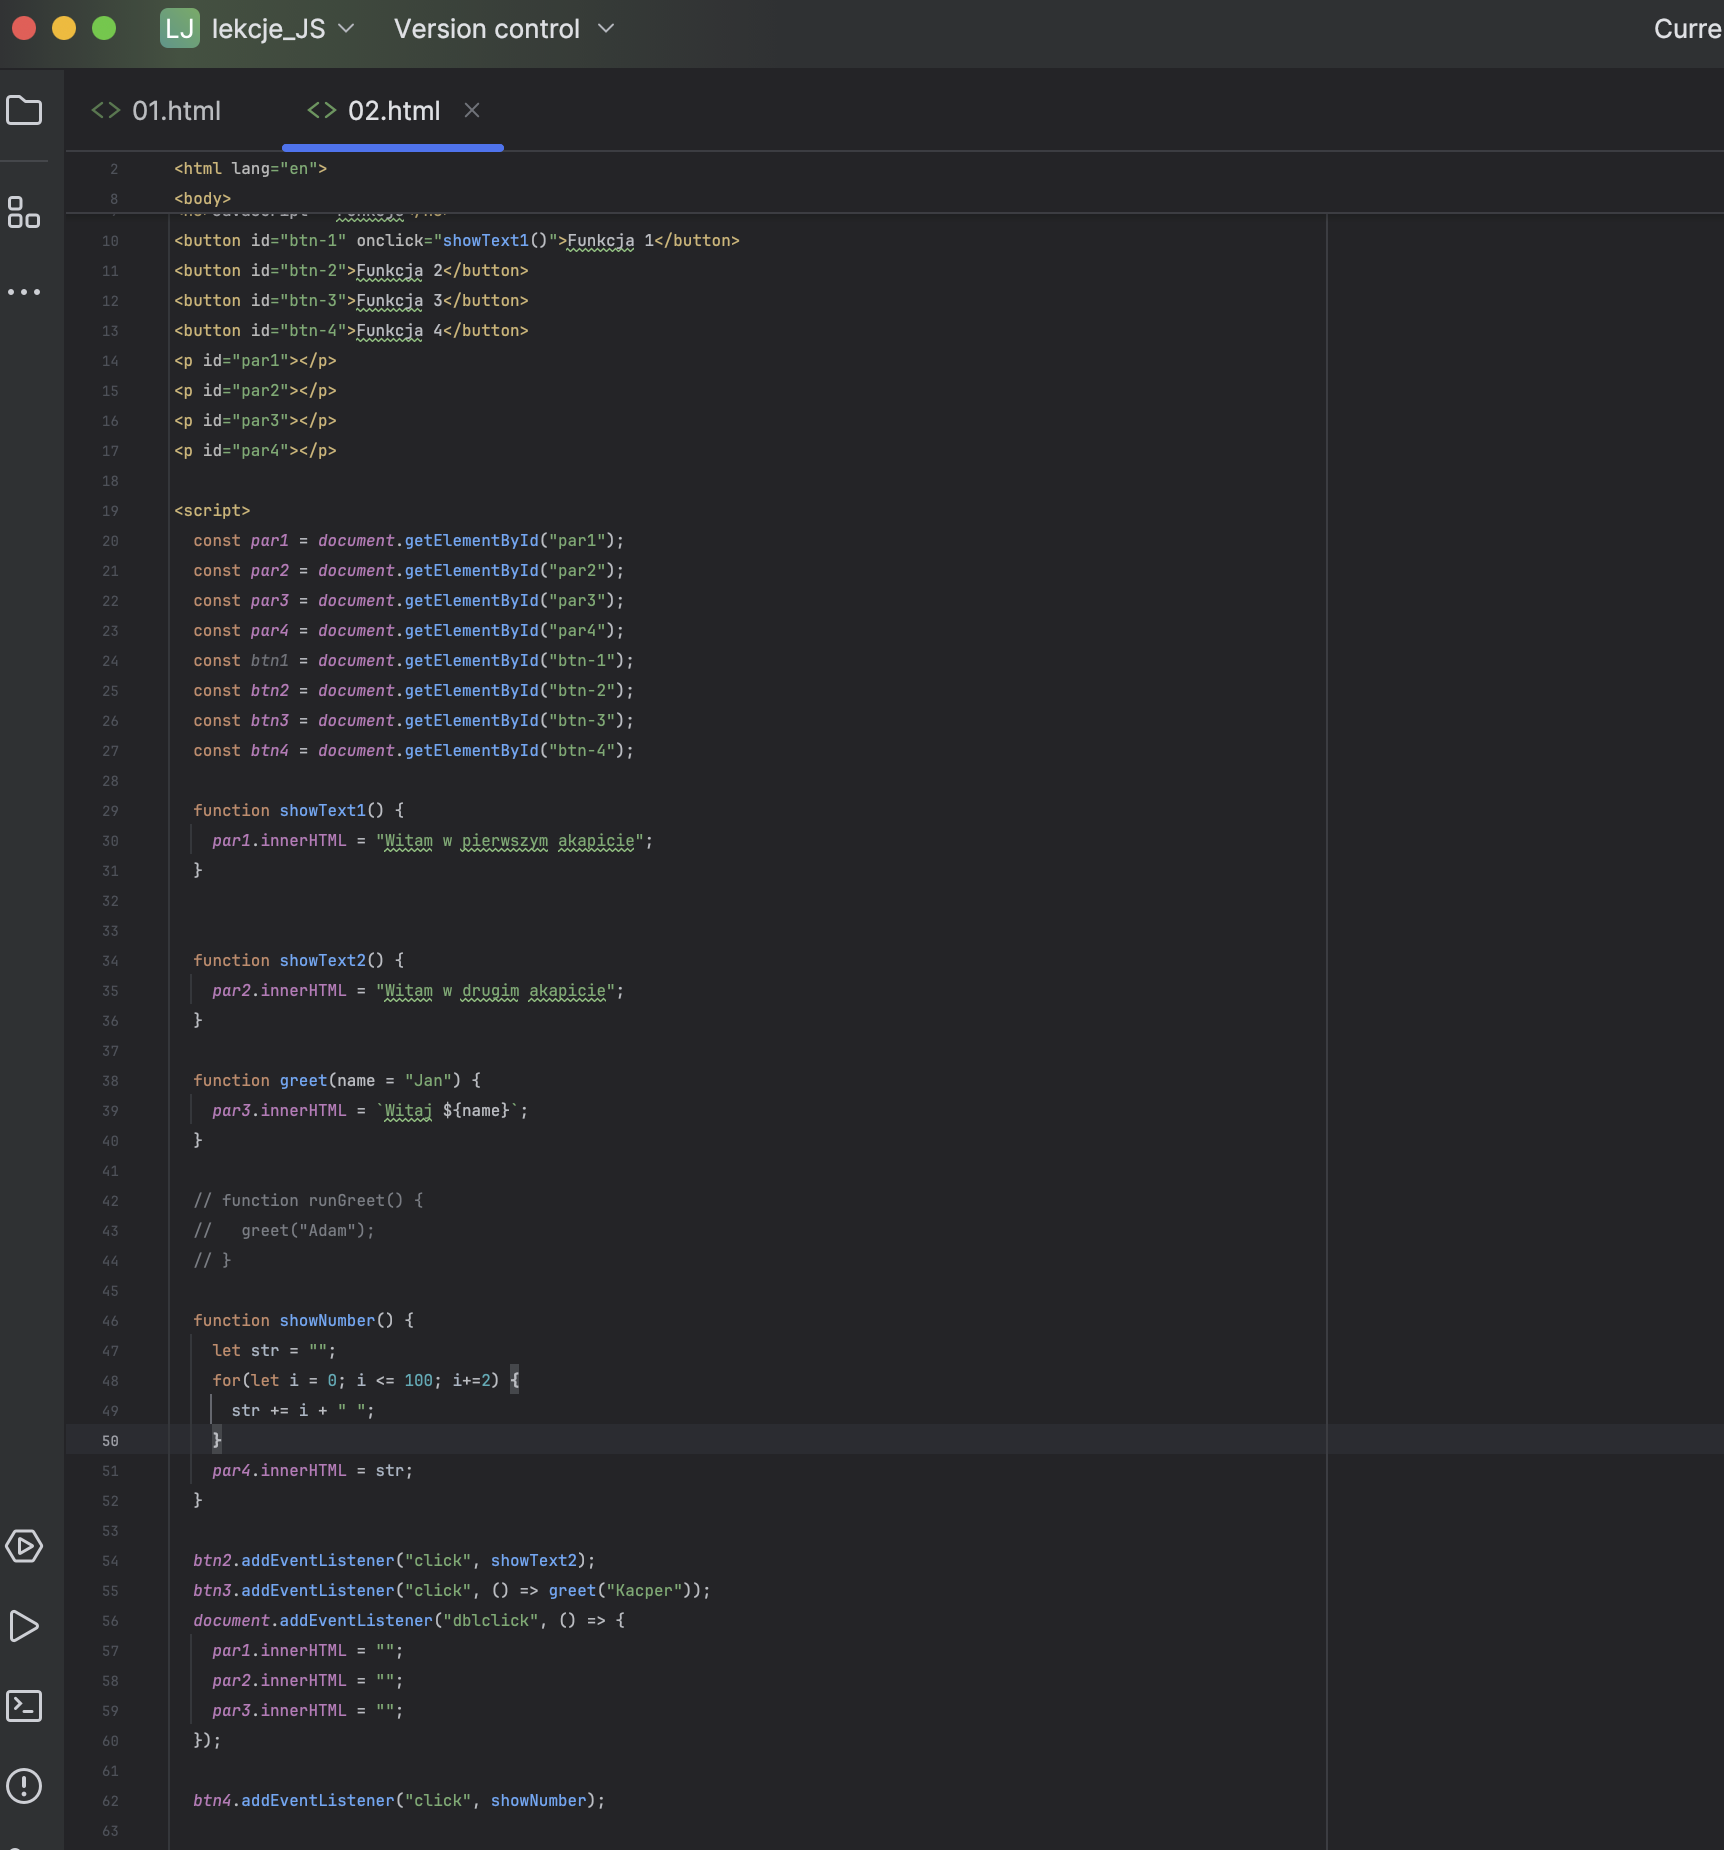 LJ lekcje_JS Version control Curre
01.html 02.html
2 <html lang="en">
8 <body>
10 <button id="btn-1" onclick="showText1()">Funkcja 1</button>
11 <button id="btn-2">Funkcja 2</button>
12 <button id="btn-3">Funkcja 3</button>
13 <button id="btn-4">Funkcja 4</button>
14 <p id="par1"></p>
15 <p id="par2"></p>
16 <p id="par3"></p>
17 <p id="par4"></p>
18
19 <script>
20 const par1 = document.getElementById("par1");
21 const par2 = document.getElementById("par2");
22 const par3 = document.getElementById("par3");
23 const par4 = document.getElementById("par4");
24 const btn1 = document.getElementById("btn-1");
25 const btn2 = document.getElementById("btn-2");
26 const btn3 = document.getElementById("btn-3");
27 const btn4 = document.getElementById("btn-4");
28
29 function showText1() {
30 par1.innerHTML = "Witam w pierwszym akapicie";
31 }
32
33
34 function showText2() {
35 par2.innerHTML = "Witam w drugim akapicie";
36 }
37
38 function greet(name = "Jan") {
39 par3.innerHTML = `Witaj ${name}`;
40 }
41
42 // function runGreet() {
43 //   greet("Adam");
44 // }
45
46 function showNumber() {
47 let str = "";
48 for(let i = 0; i <= 100; i+=2) {
49 str += i + " ";
50 }
51 par4.innerHTML = str;
52 }
53
54 btn2.addEventListener("click", showText2);
55 btn3.addEventListener("click", () => greet("Kacper"));
56 document.addEventListener("dblclick", () => {
57 par1.innerHTML = "";
58 par2.innerHTML = "";
59 par3.innerHTML = "";
60 });
61
62 btn4.addEventListener("click", showNumber);
63